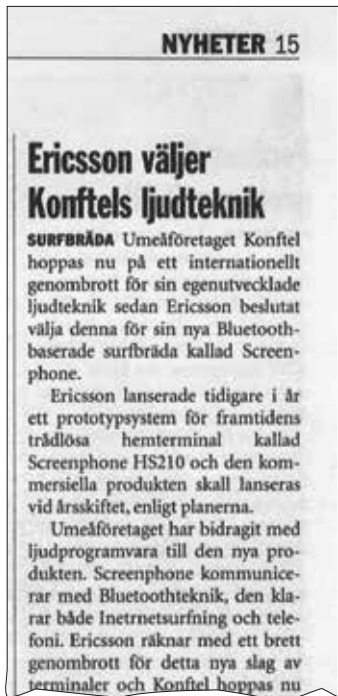 NYHETER 15
Ericsson väljer
Konftels ljudteknik
SURFBRÄDA Umeåföretaget Konftel
hoppas nu på ett internationellt
genombrott för sin egenutvecklade
ljudteknik sedan Ericsson beslutat
välja denna för sin nya Bluetooth-
baserade surfbräda kallad Screen-
phone.
Ericsson lanserade tidigare i år
ett prototypsystem för framtidens
trådlösa hemterminal kallad
Screenphone HS210 och den kom-
mersiella produkten skall lanseras
vid årsskiftet, enligt planerna.
Umeåföretaget har bidragit med
ljudprogramvara till den nya pro-
dukten. Screenphone kommunice-
rar med Bluetoothteknik, den kla-
rar både Inetrnetsurfning och tele-
foni. Ericsson räknar med ett brett
genombrott för detta nya slag av
terminaler och Konftel hoppas nu